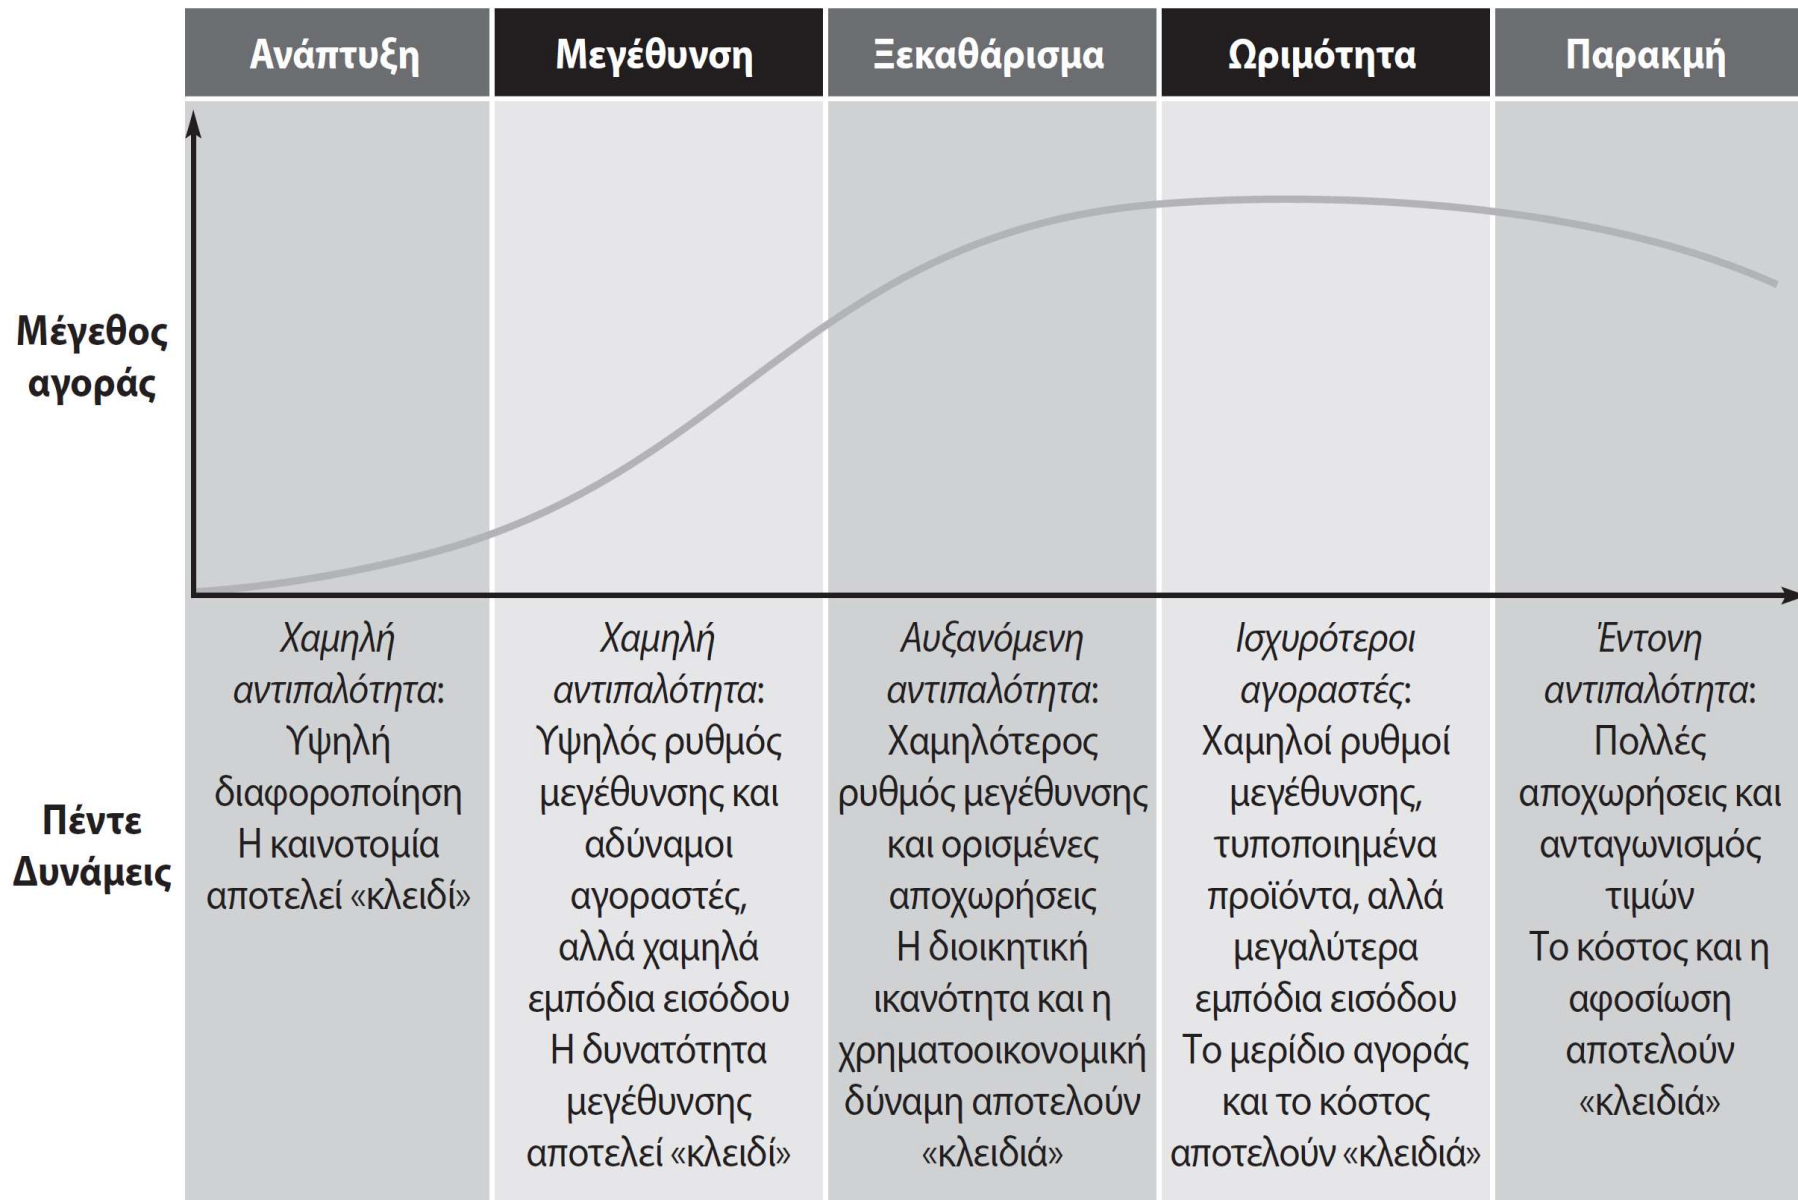 Ανάπτυξη
Μεγέθυνση
Ξεκαθάρισμα
Ωριμότητα
Παρακμή
Μέγεθος
αγοράς
Πέντε
Δυνάμεις
Χαμηλή
αντιπαλότητα:
Υψηλή
διαφοροποίηση
Η καινοτομία
αποτελεί «κλειδί»
Χαμηλή
αντιπαλότητα:
Υψηλός ρυθμός
μεγέθυνσης και
αδύναμοι
αγοραστές,
αλλά χαμηλά
εμπόδια εισόδου
Η δυνατότητα
μεγέθυνσης
αποτελεί «κλειδί»
Αυξανόμενη
αντιπαλότητα:
Χαμηλότερος
ρυθμός μεγέθυνσης
και ορισμένες
αποχωρήσεις
Η διοικητική
ικανότητα και η
χρηματοοικονομική
δύναμη αποτελούν
«κλειδιά»
Ισχυρότεροι
αγοραστές:
Χαμηλοί ρυθμοί
μεγέθυνσης,
τυποποιημένα
προϊόντα, αλλά
μεγαλύτερα
εμπόδια εισόδου
Το μερίδιο αγοράς
και το κόστος
αποτελούν «κλειδιά»
Έντονη
αντιπαλότητα:
Πολλές
αποχωρήσεις και
ανταγωνισμός
τιμών
Το κόστος και η
αφοσίωση
αποτελούν
«κλειδιά»